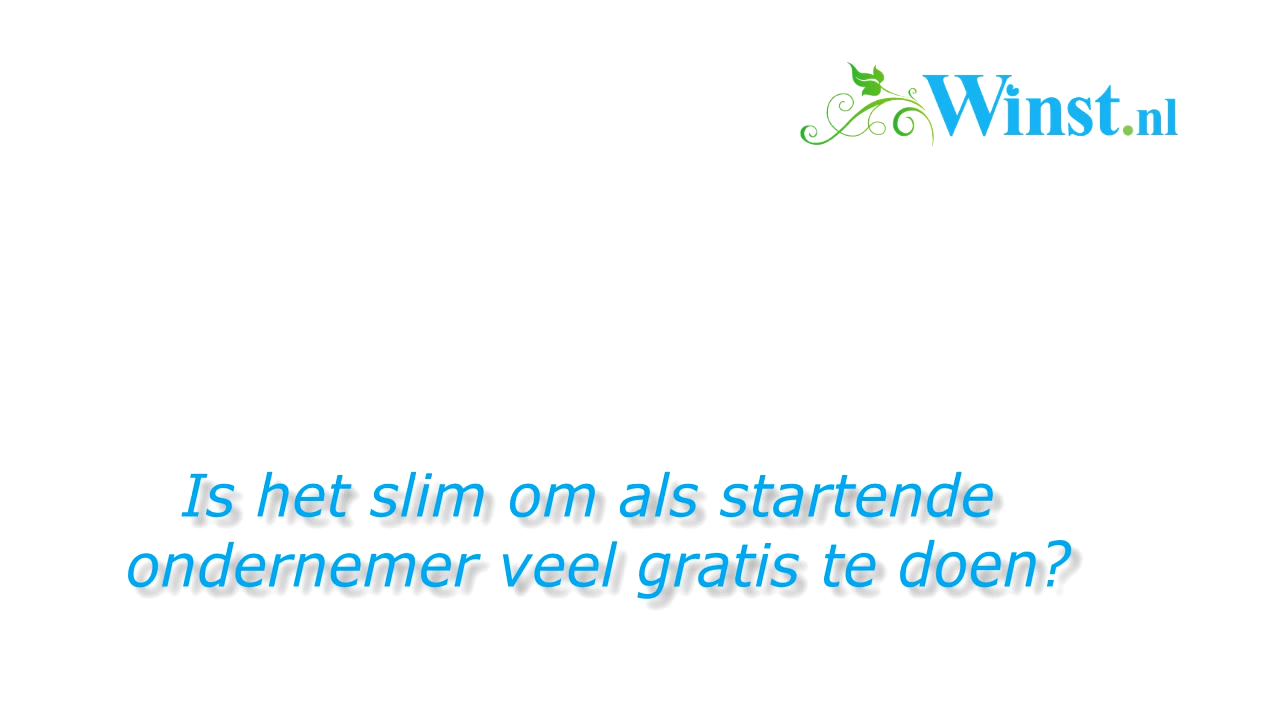 Winst.nl
Is het slim om als startende
ondernemer veel gratis te doen?